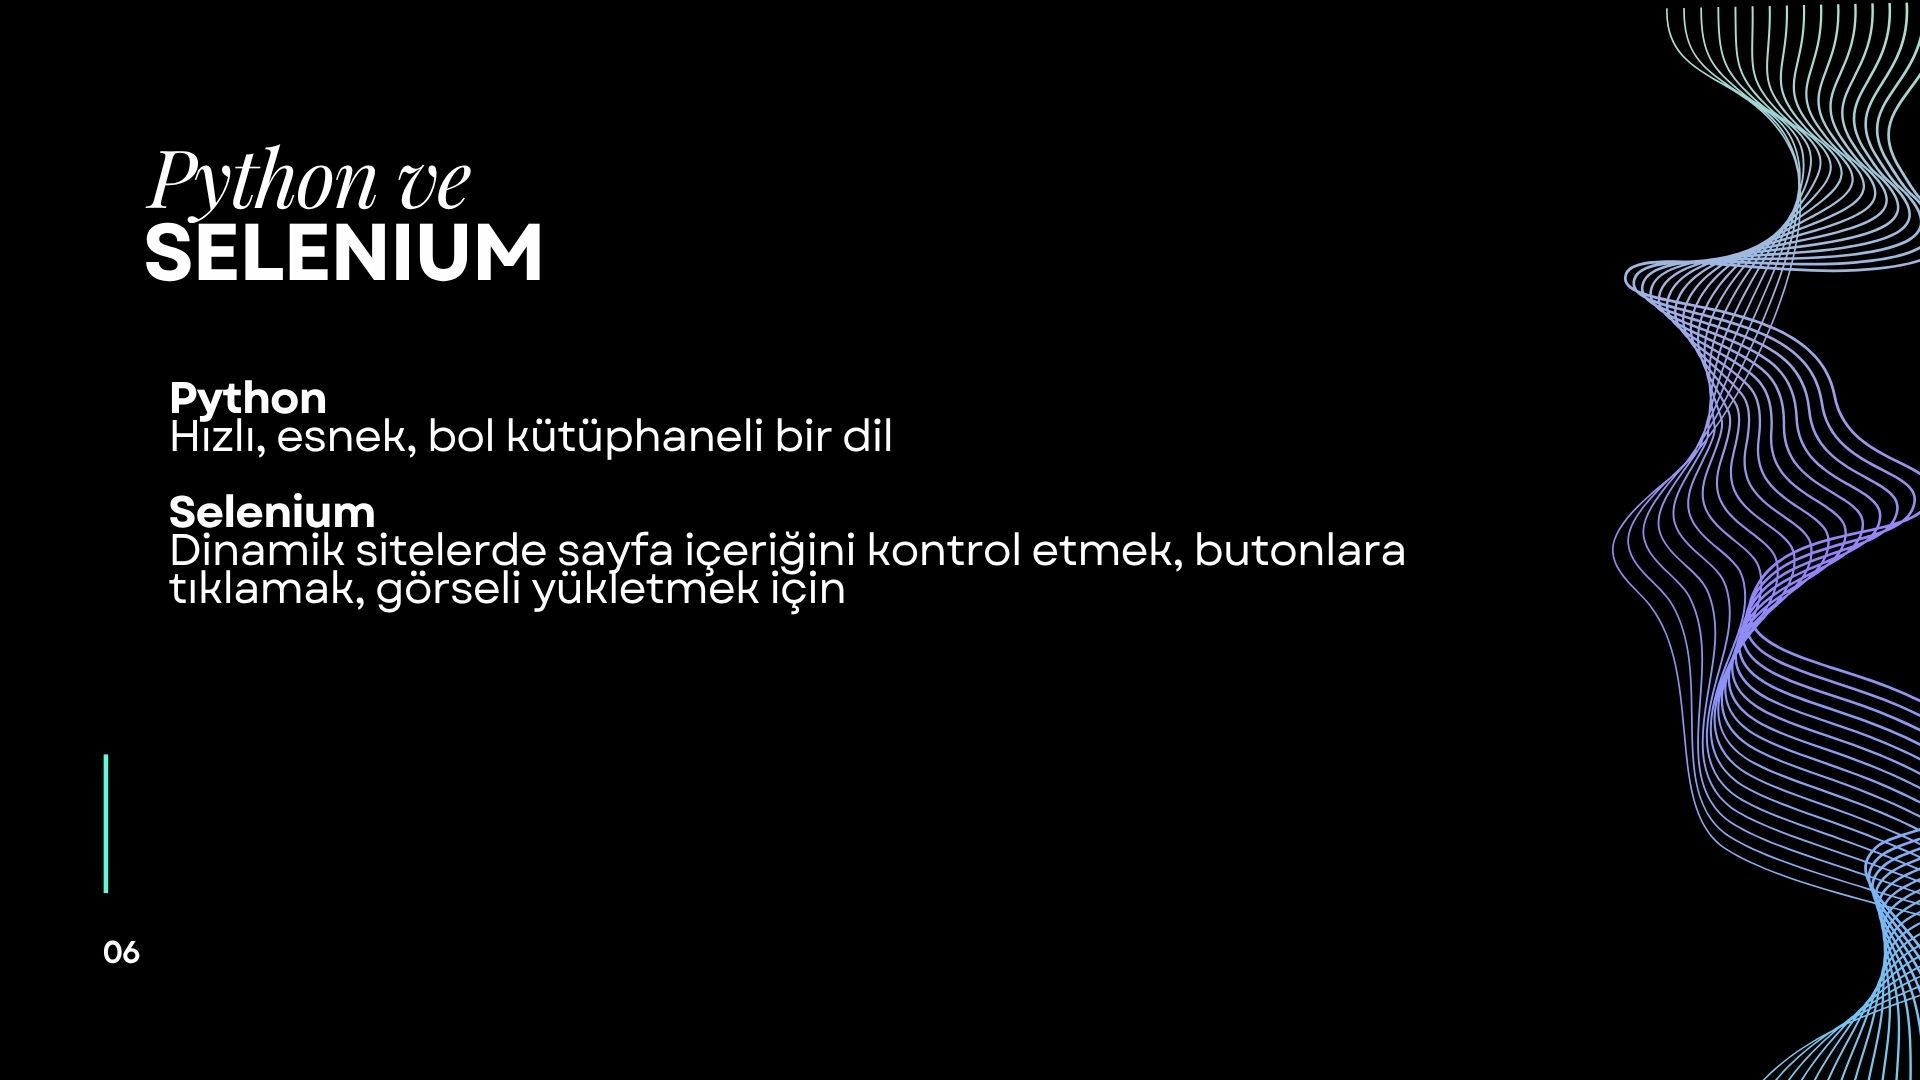 Python ve
SELENIUM
Python
Hızlı, esnek, bol kütüphaneli bir dil
Selenium
Dinamik sitelerde sayfa içeriğini kontrol etmek, butonlara
tıklamak, görseli yükletmek için
06